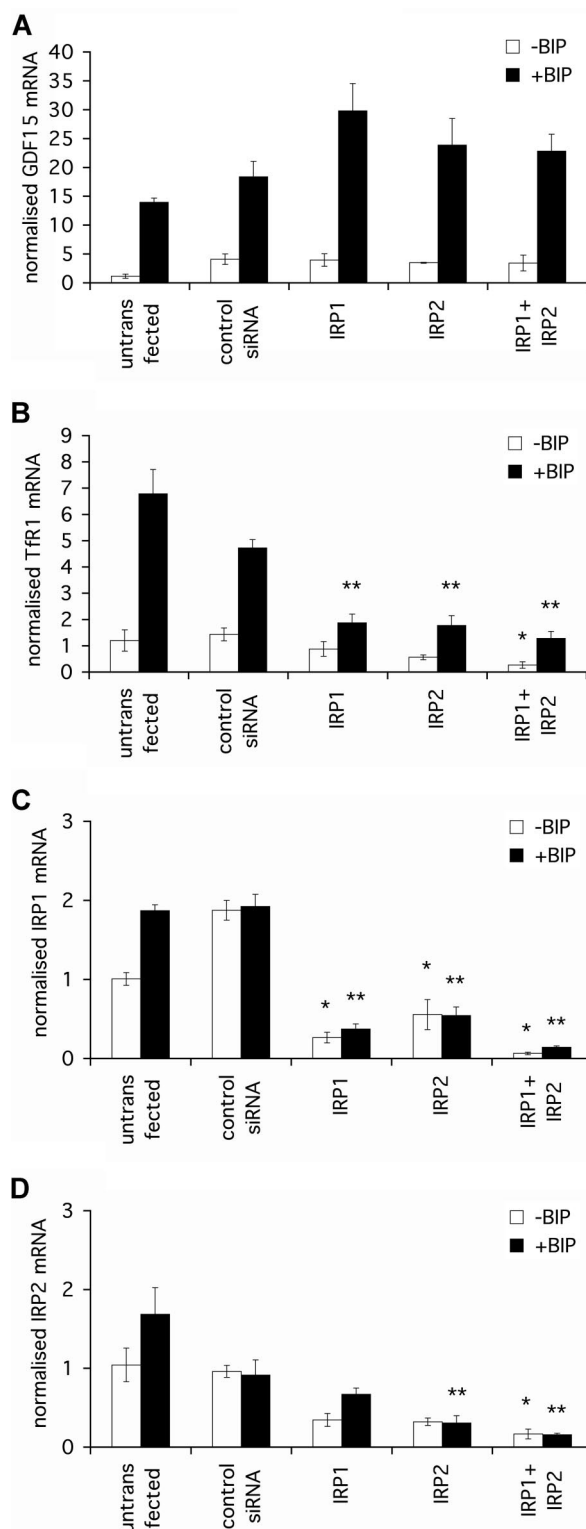 A
normalised GDF15 mRNA
40
35
30
25
20
15
10
5
0
-BIP
+BIP
untrans
fected
control
siRNA
IRP1
IRP2
IRP1+
IRP2
B
normalised TfR1 mRNA
9
8
7
6
5
4
3
2
1
0
-BIP
+BIP
**
**
*
**
untrans
fected
control
siRNA
IRP1
IRP2
IRP1+
IRP2
C
normalised IRP1 mRNA
3
2
1
0
-BIP
+BIP
*
**
*
**
*
**
untrans
fected
control
siRNA
IRP1
IRP2
IRP1+
IRP2
D
normalised IRP2 mRNA
3
2
1
0
-BIP
+BIP
**
*
**
untrans
fected
control
siRNA
IRP1
IRP2
IRP1+
IRP2